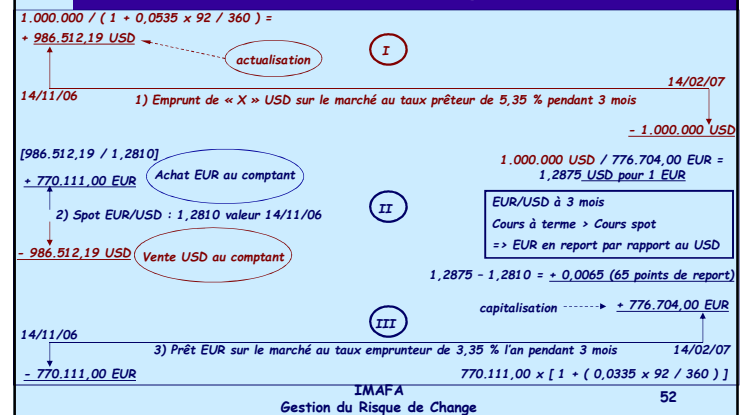 1.000.000 / ( 1 + 0,0535 x 92 / 360 ) =
+ 986.512,19 USD
actualisation
I
14/11/06
14/02/07
1) Emprunt de « X » USD sur le marché au taux prêteur de 5,35 % pendant 3 mois
- 1.000.000 USD
[986.512,19 / 1,2810]
+ 770.111,00 EUR
Achat EUR au comptant
1.000.000 USD / 776.704,00 EUR =
1,2875 USD pour 1 EUR
II
2) Spot EUR/USD : 1,2810 valeur 14/11/06
EUR/USD à 3 mois
Cours à terme > Cours spot
=> EUR en report par rapport au USD
- 986.512,19 USD
Vente USD au comptant
1,2875 – 1,2810 = + 0,0065 (65 points de report)
capitalisation
+ 776.704,00 EUR
III
14/11/06
14/02/07
3) Prêt EUR sur le marché au taux emprunteur de 3,35 % l'an pendant 3 mois
- 770.111,00 EUR
770.111,00 x [ 1 + ( 0,0335 x 92 / 360 ) ]
IMAFA
Gestion du Risque de Change
52